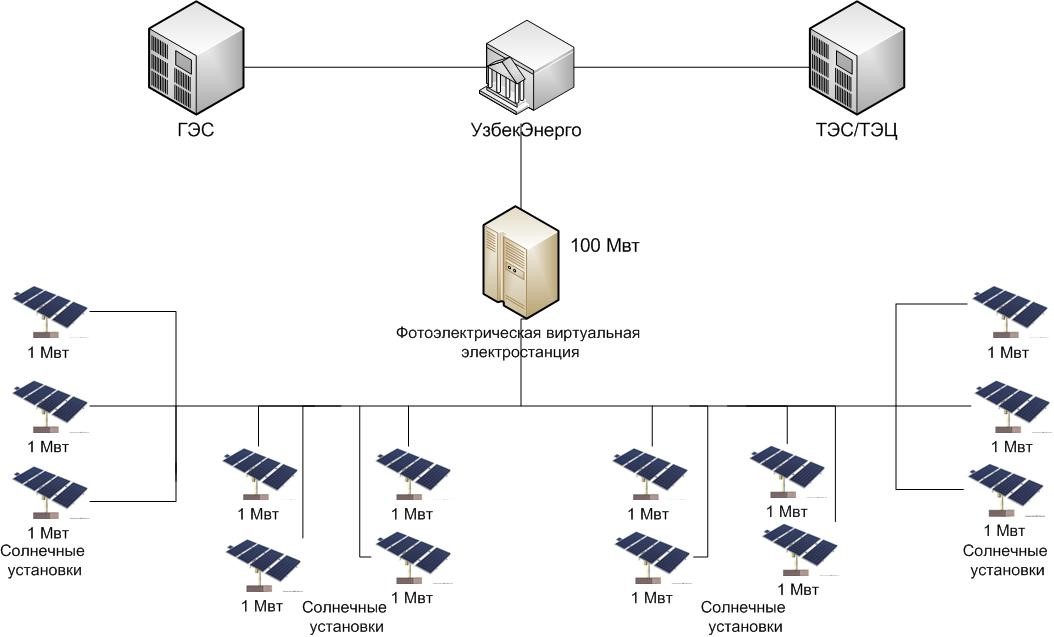 ГЭС
УзбекЭнерго
ТЭС/ТЭЦ
100 Мвт
Фотоэлектрическая виртуальная
электростанция
1 Мвт
1 Мвт
1 Мвт
Солнечные
установки
1 Мвт
1 Мвт
1 Мвт
1 Мвт
Солнечные
установки
1 Мвт
1 Мвт
1 Мвт
1 Мвт
Солнечные
установки
1 Мвт
1 Мвт
1 Мвт
Солнечные
установки